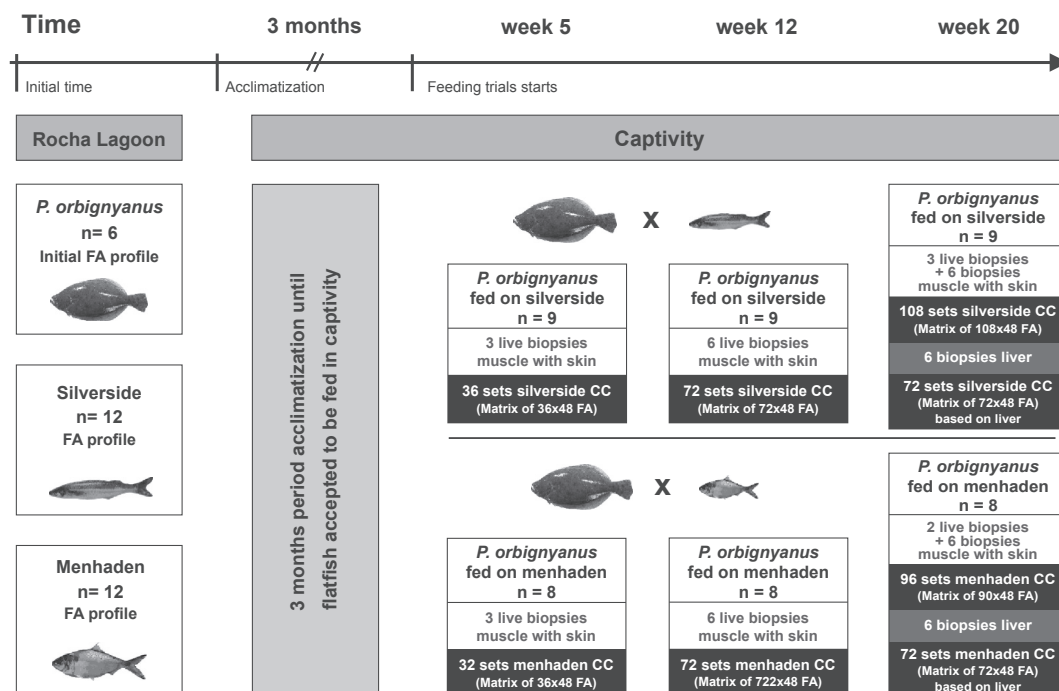 Time
3 months
week 5
week 12
week 20
Initial time
Acclimatization
Feeding trials starts
Rocha Lagoon
Captivity
P. orbignyanus
n= 6
Initial FA profile
Silverside
n= 12
FA profile
Menhaden
n= 12
FA profile
3 months period acclimatization until
flatfish accepted to be fed in captivity
X
P. orbignyanus
fed on silverside
n = 9
3 live biopsies
muscle with skin
36 sets silverside CC
(Matrix of 36x48 FA)
P. orbignyanus
fed on silverside
n = 9
6 live biopsies
muscle with skin
72 sets silverside CC
(Matrix of 72x48 FA)
P. orbignyanus
fed on silverside
n = 9
3 live biopsies
+ 6 biopsies
muscle with skin
108 sets silverside CC
(Matrix of 108x48 FA)
6 biopsies liver
72 sets silverside CC
(Matrix of 72x48 FA)
based on liver
X
P. orbignyanus
fed on menhaden
n = 8
3 live biopsies
muscle with skin
32 sets menhaden CC
(Matrix of 36x48 FA)
P. orbignyanus
fed on menhaden
n = 8
6 live biopsies
muscle with skin
72 sets menhaden CC
(Matrix of 722x48 FA)
P. orbignyanus
fed on menhaden
n = 8
2 live biopsies
+ 6 biopsies
muscle with skin
96 sets menhaden CC
(Matrix of 90x48 FA)
6 biopsies liver
72 sets menhaden CC
(Matrix of 72x48 FA)
based on liver